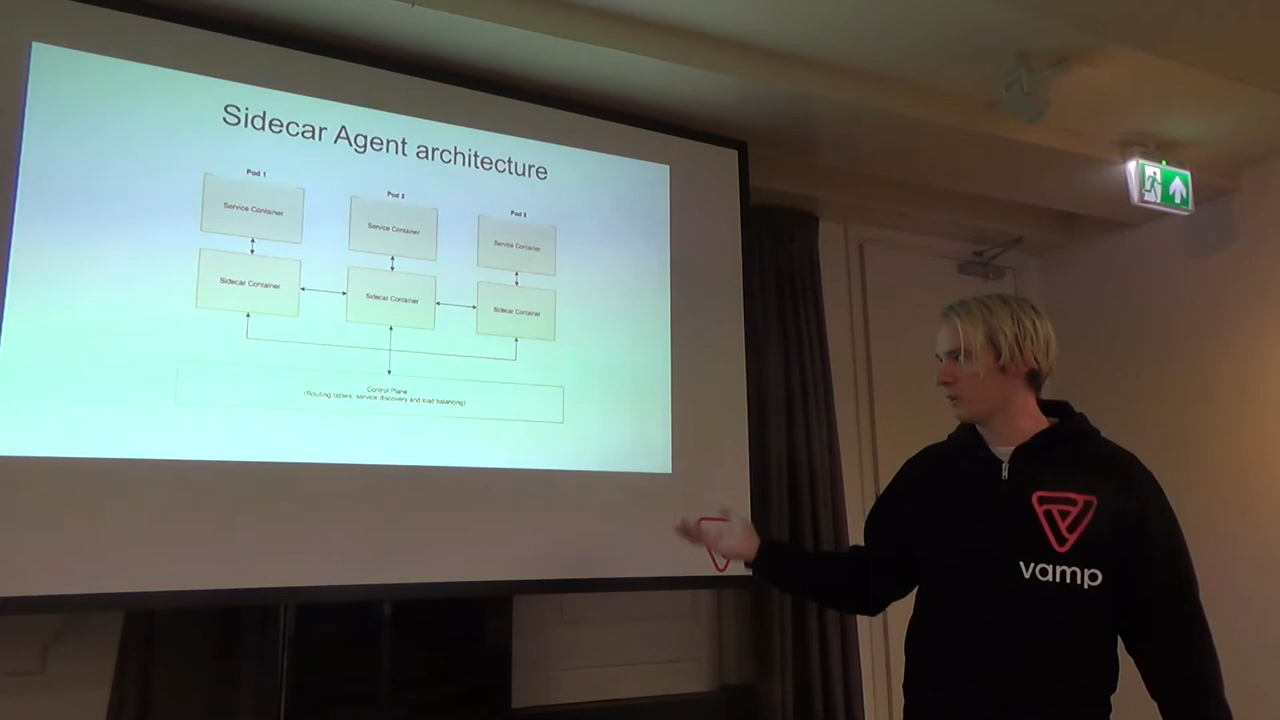 Sidecar Agent architecture
Pod 1
Pod 2
Pod 3
Service Container
Service Container
Service Container
Sidecar Container
Sidecar Container
Sidecar Container
Control Plane
(Routing tables, service discovery and load balancing)
vamp